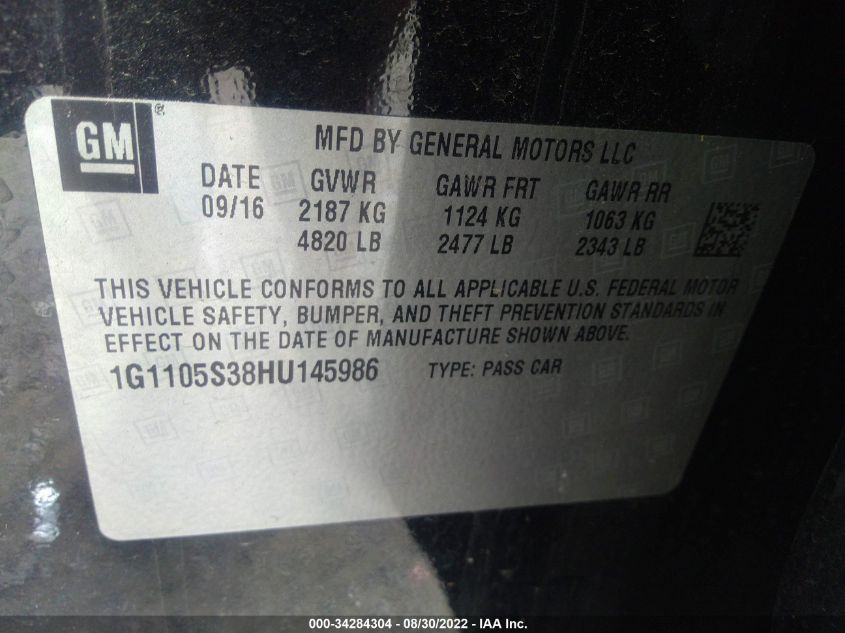 GM ®
MFD BY GENERAL MOTORS LLC
DATE GVWR GAWR FRT GAWR RR
09/16 2187 KG 1124 KG 1063 KG
4820 LB 2477 LB 2343 LB
THIS VEHICLE CONFORMS TO ALL APPLICABLE U.S. FEDERAL MOTOR
VEHICLE SAFETY, BUMPER, AND THEFT PREVENTION STANDARDS IN
EFFECT ON THE DATE OF MANUFACTURE SHOWN ABOVE.
1G1105S38HU145986 TYPE: PASS CAR
000-34284304 - 08/30/2022 - IAA Inc.